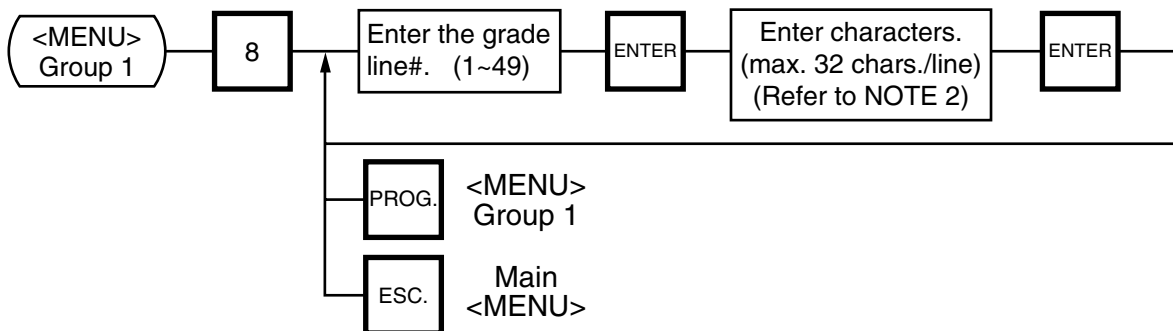 <MENU>
Group 1
8
Enter the grade
line#. (1~49)
ENTER
Enter characters.
(max. 32 chars./line)
(Refer to NOTE 2)
ENTER
PROG.
<MENU>
Group 1
ESC.
Main
<MENU>